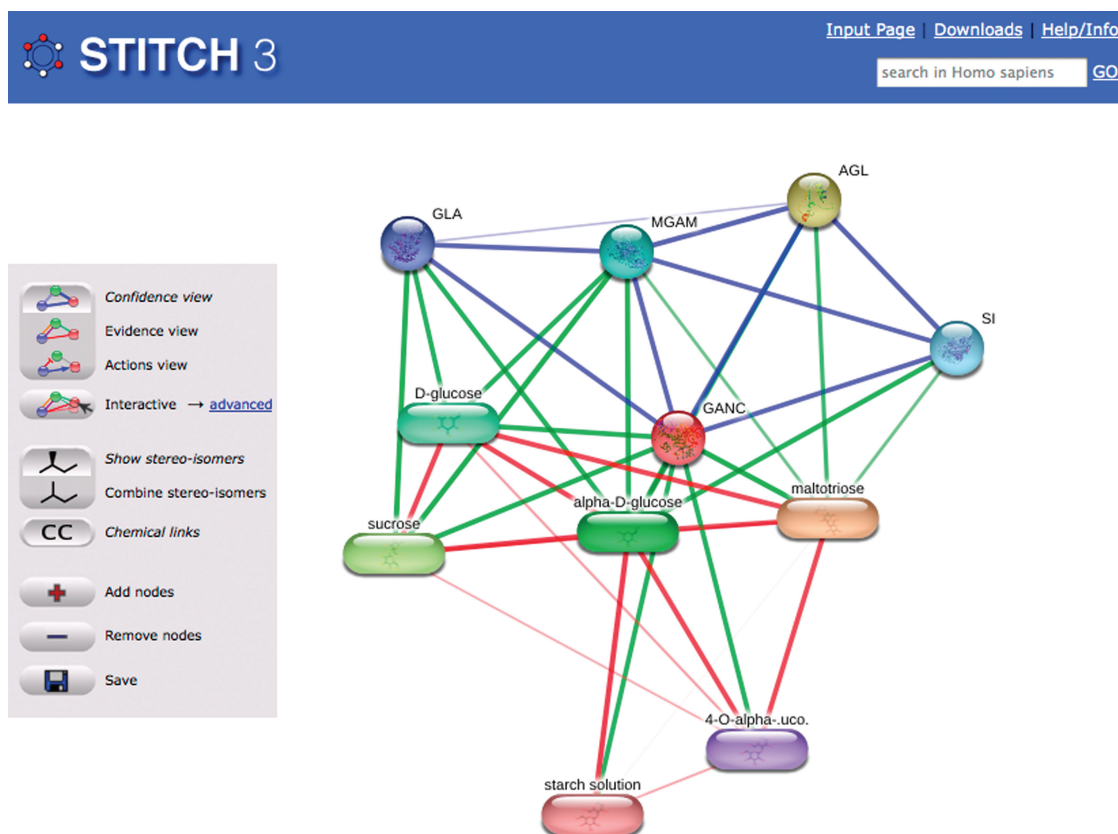 STITCH 3
Input Page | Downloads | Help/Info
search in Homo sapiens GO
AGL
GLA
MGAM
SI
Confidence view
Evidence view
Actions view
Interactive → advanced
D-glucose
GANC
Show stereo-isomers
Combine stereo-isomers
maltotriose
alpha-D-glucose
sucrose
CC Chemical links
Add nodes
Remove nodes
Save
4-O-alpha-.uco.
starch solution